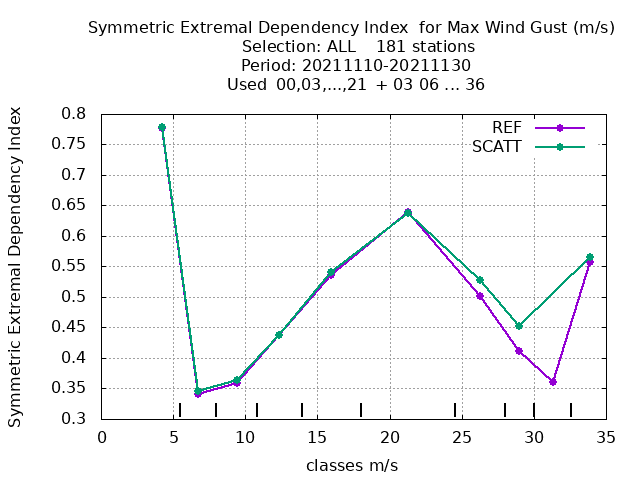 Symmetric Extremal Dependency Index  for Max Wind Gust (m/s)
Selection: ALL    181 stations
Period: 20211110-20211130
Used  00,03,...,21  + 03 06 ... 36
Symmetric Extremal Dependency Index
0.8
0.75
0.7
0.65
0.6
0.55
0.5
0.45
0.4
0.35
0.3
REF
SCATT
0 5 10 15 20 25 30 35
classes m/s